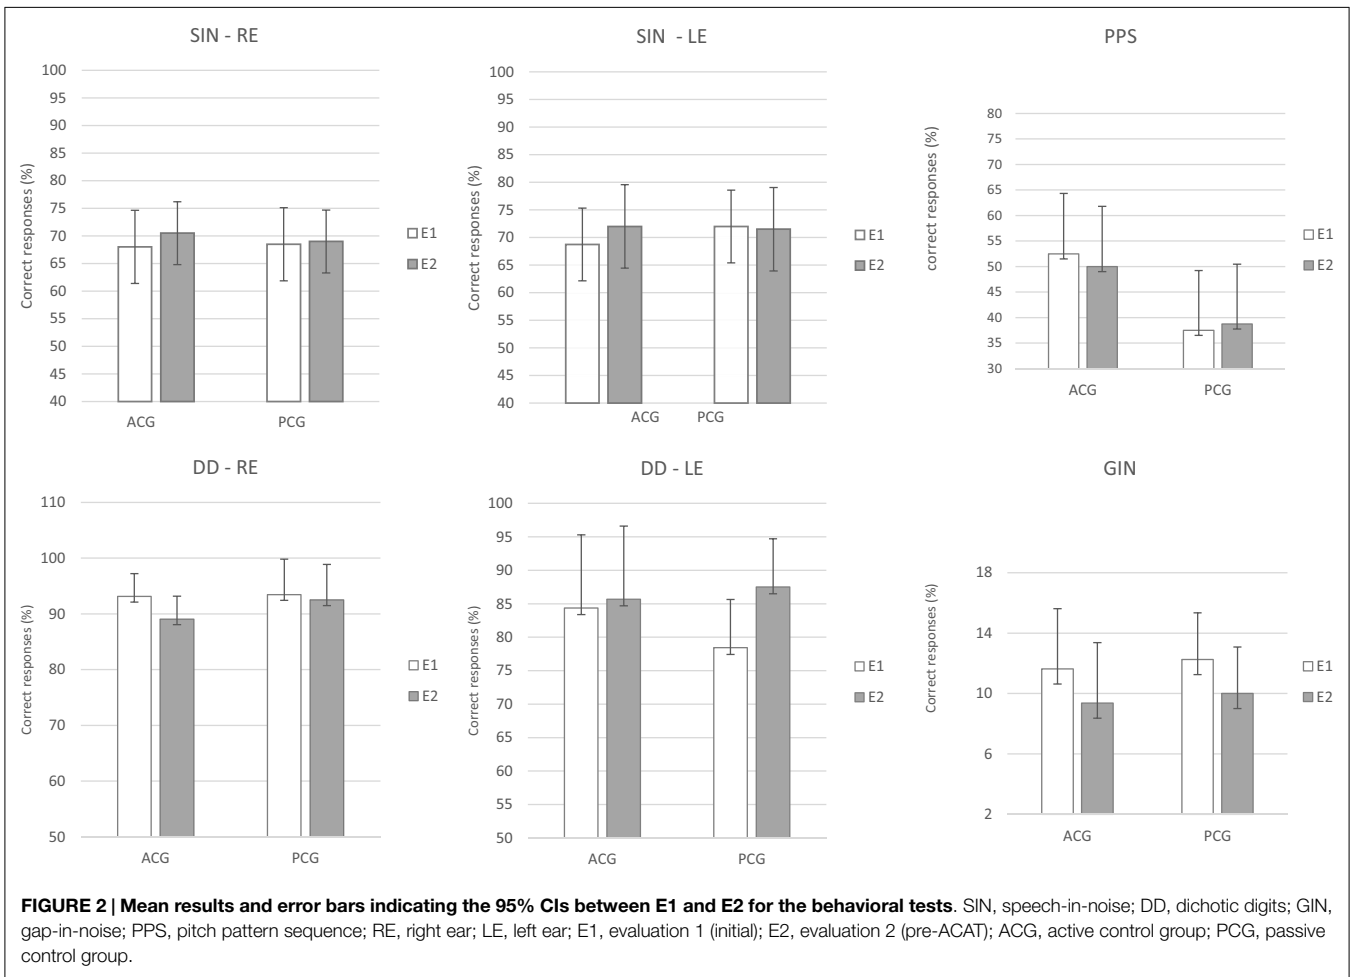 SIN - RE
Correct responses (%)
100
95
90
85
80
75
70
65
60
55
50
45
40
ACG PCG
E1
E2
SIN - LE
Correct responses (%)
100
95
90
85
80
75
70
65
60
55
50
45
40
ACG PCG
E1
E2
PPS
correct responses (%)
80
75
70
65
60
55
50
45
40
35
30
ACG PCG
E1
E2
DD - RE
Correct responses (%)
110
100
90
80
70
60
50
ACG PCG
E1
E2
DD - LE
Correct responses (%)
100
95
90
85
80
75
70
65
60
55
50
ACG PCG
E1
E2
GIN
Correct responses (%)
18
14
10
6
2
ACG PCG
E1
E2
FIGURE 2 | Mean results and error bars indicating the 95% CIs between E1 and E2 for the behavioral tests. SIN, speech-in-noise; DD, dichotic digits; GIN,
gap-in-noise; PPS, pitch pattern sequence; RE, right ear; LE, left ear; E1, evaluation 1 (initial); E2, evaluation 2 (pre-ACAT); ACG, active control group; PCG, passive
control group.